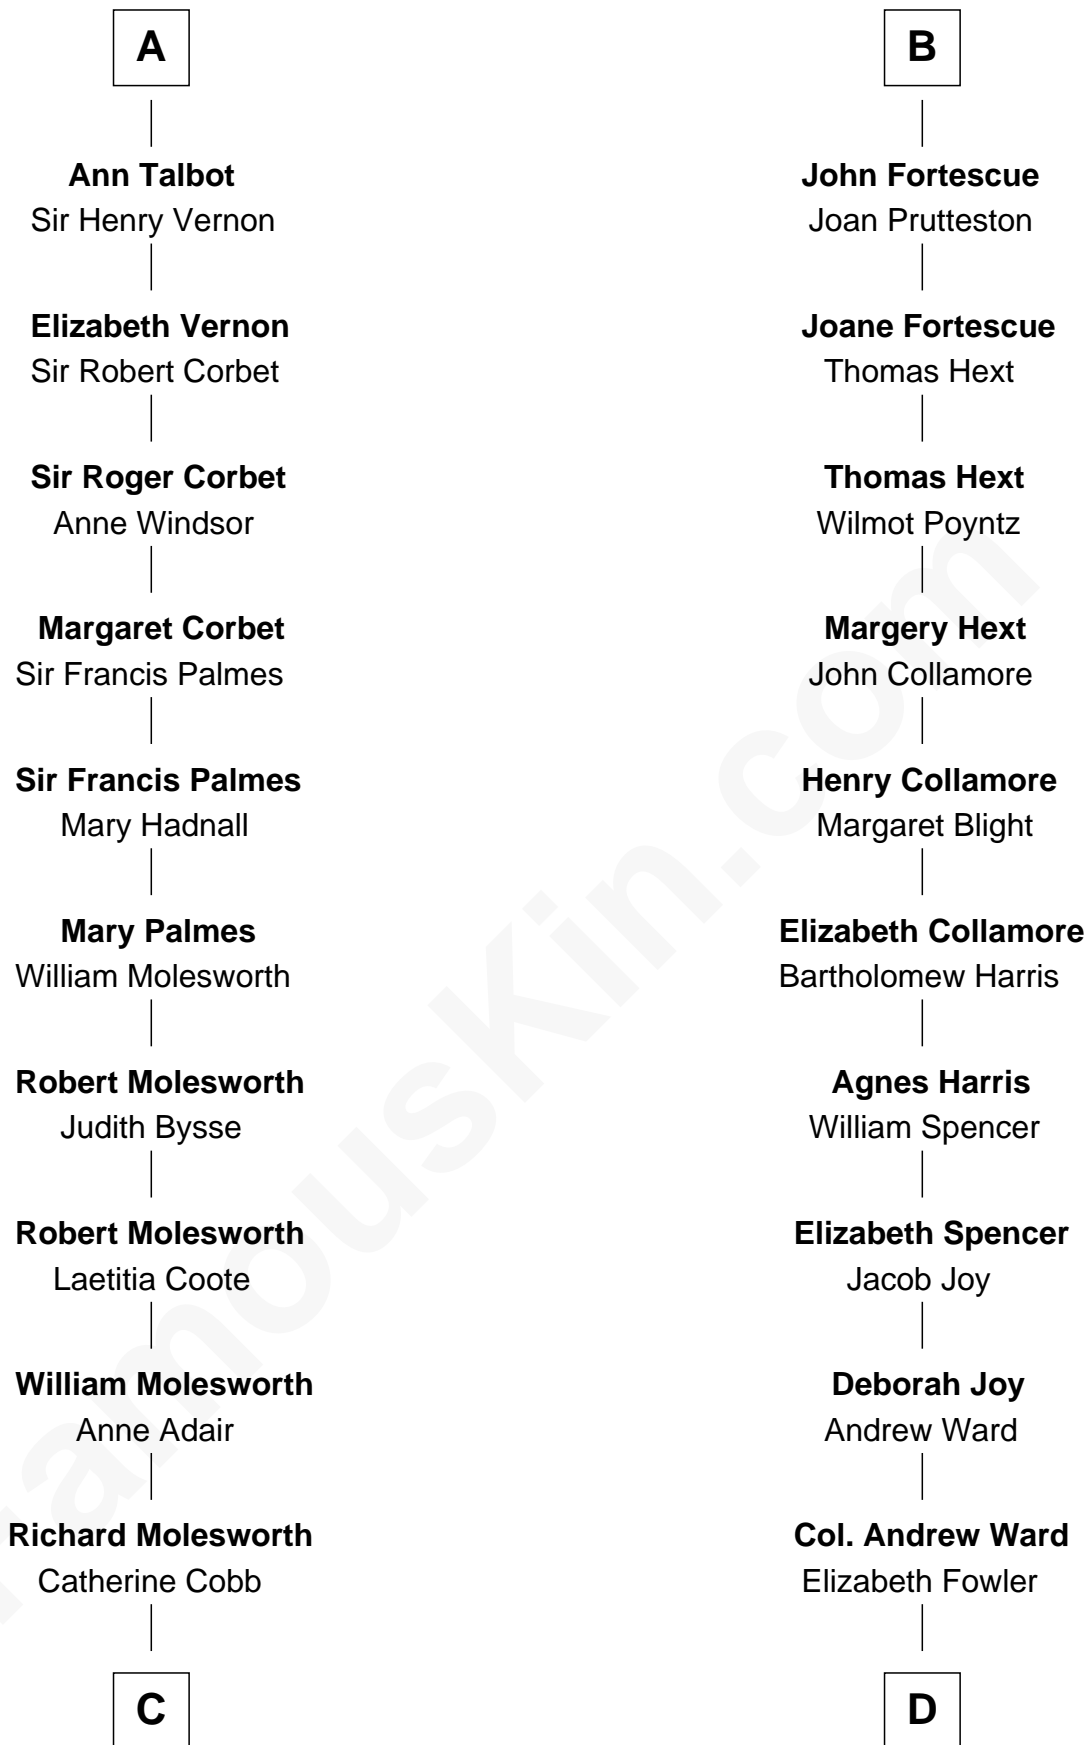 A
Ann Talbot
Sir Henry Vernon
Elizabeth Vernon
Sir Robert Corbet
Sir Roger Corbet
Anne Windsor
Margaret Corbet
Sir Francis Palmes
Sir Francis Palmes
Mary Hadnall
Mary Palmes
William Molesworth
Robert Molesworth
Judith Bysse
Robert Molesworth
Laetitia Coote
William Molesworth
Anne Adair
Richard Molesworth
Catherine Cobb
C
B
John Fortescue
Joan Prutteston
Joane Fortescue
Thomas Hext
Thomas Hext
Wilmot Poyntz
Margery Hext
John Collamore
Henry Collamore
Margaret Blight
Elizabeth Collamore
Bartholomew Harris
Agnes Harris
William Spencer
Elizabeth Spencer
Jacob Joy
Deborah Joy
Andrew Ward
Col. Andrew Ward
Elizabeth Fowler
D
FamousKin.com